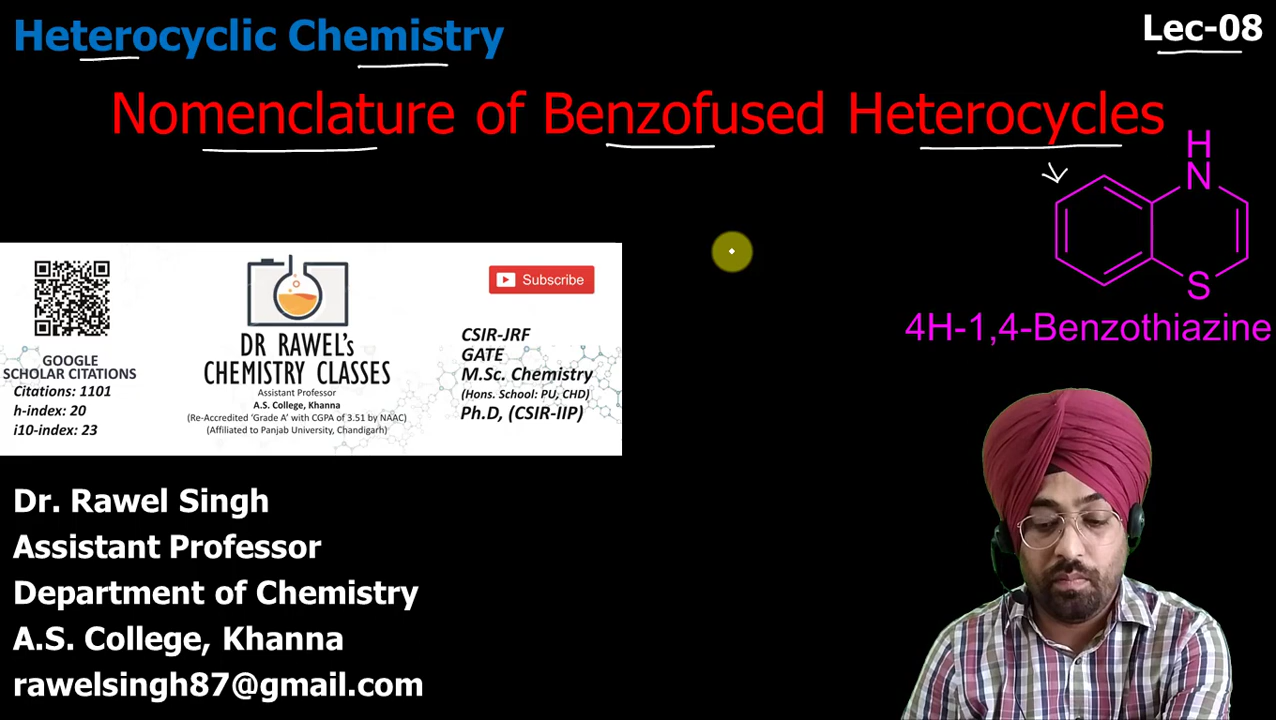 Heterocyclic Chemistry
Lec-08
Nomenclature of Benzofused Heterocycles
H
N
S
4H-1,4-Benzothiazine
Subscribe
GOOGLE
SCHOLAR CITATIONS
Citations: 1101
h-index: 20
i10-index: 23
DR RAWEL's
CHEMISTRY CLASSES
Assistant Professor
A.S. College, Khanna
(Re-Accredited 'Grade A' with CGPA of 3.51 by NAAC)
(Affiliated to Panjab University, Chandigarh)
CSIR-JRF
GATE
M.Sc. Chemistry
(Hons. School: PU, CHD)
Ph.D, (CSIR-IIP)
Dr. Rawel Singh
Assistant Professor
Department of Chemistry
A.S. College, Khanna
rawelsingh87@gmail.com